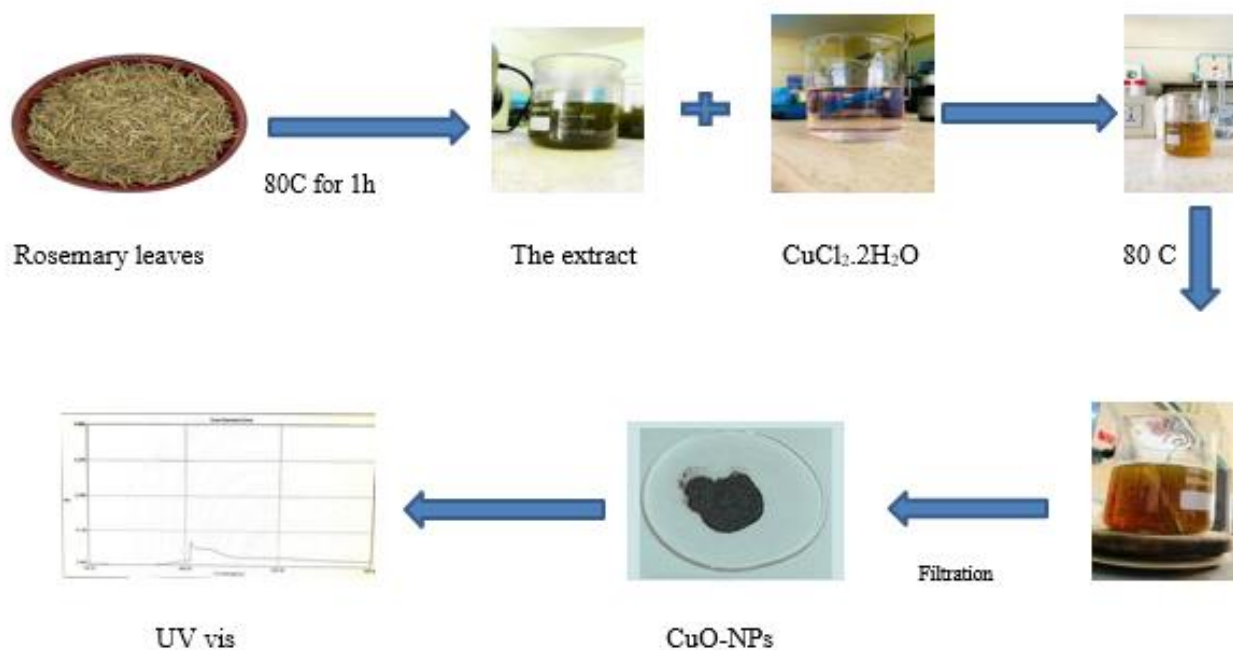 80C for 1h
Rosemary leaves
The extract
CuCl₂.2H₂O
80 C
Filtration
UV vis
CuO-NPs